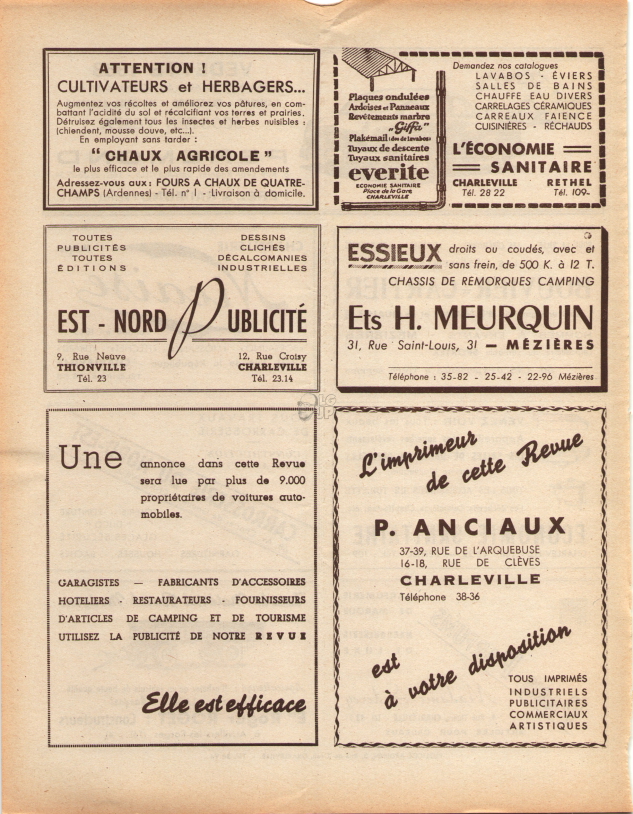 ATTENTION !
CULTIVATEURS et HERBAGERS...
Augmentez vos récoltes et améliorez vos pâtures, en com-
battant l'acidité du sol et récalcifiant vos terres et prairies.
Détruisez également tous les insectes et herbes nuisibles :
(chiendent, mousse douve, etc...).
En employant sans tarder :
" CHAUX AGRICOLE "
le plus efficace et le plus rapide des amendements
Adressez-vous aux : FOURS A CHAUX DE QUATRE-
CHAMPS (Ardennes) - Tél. n° 1 - Livraison à domicile.
Plaques ondulées
Ardoises et Panneaux
Revêtements marbre
"Giffa"
Plakémail (dos de lavabos)
Tuyaux de descente
Tuyaux sanitaires
everite
ECONOMIE SANITAIRE
Place de la Gare
CHARLEVILLE
Demandez nos catalogues
LAVABOS - ÉVIERS
SALLES DE BAINS
CHAUFFE EAU DIVERS
CARRELAGES CÉRAMIQUES
CARREAUX FAIENCE
CUISINIÈRES - RÉCHAUDS
L'ÉCONOMIE
SANITAIRE
CHARLEVILLE RETHEL
Tél. 28 22 Tél. 109-
TOUTES
PUBLICITÉS
TOUTES
ÉDITIONS
DESSINS
CLICHÉS
DÉCALCOMANIES
INDUSTRIELLES
EST - NORD PUBLICITÉ
9, Rue Neuve
THIONVILLE
Tél. 23
12, Rue Croisy
CHARLEVILLE
Tél. 23.14
ESSIEUX droits ou coudés, avec et
sans frein, de 500 K. à 12 T.
CHASSIS DE REMORQUES CAMPING
Ets H. MEURQUIN
31, Rue Saint-Louis, 31 — MÉZIÈRES
Téléphone : 35-82 - 25-42 - 22-96 Mézières
Une annonce dans cette Revue
sera lue par plus de 9.000
propriétaires de voitures auto-
mobiles.
GARAGISTES — FABRICANTS D'ACCESSOIRES
HOTELIERS - RESTAURATEURS - FOURNISSEURS
D'ARTICLES DE CAMPING ET DE TOURISME
UTILISEZ LA PUBLICITÉ DE NOTRE REVUE
Elle est efficace
L'imprimeur
de cette Revue
P. ANCIAUX
37-39, RUE DE L'ARQUEBUSE
16-18, RUE DE CLÈVES
CHARLEVILLE
Téléphone 38-36
est
à votre disposition
TOUS IMPRIMÉS
INDUSTRIELS
PUBLICITAIRES
COMMERCIAUX
ARTISTIQUES